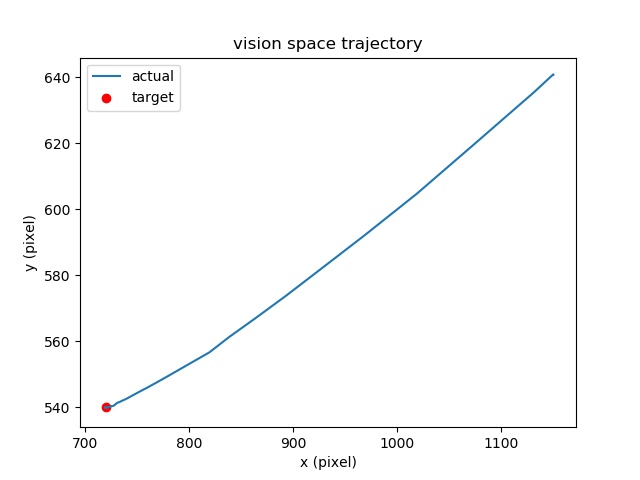 vision space trajectory
actual
target
640
620
600
580
560
540
y (pixel)
700 800 900 1000 1100
x (pixel)